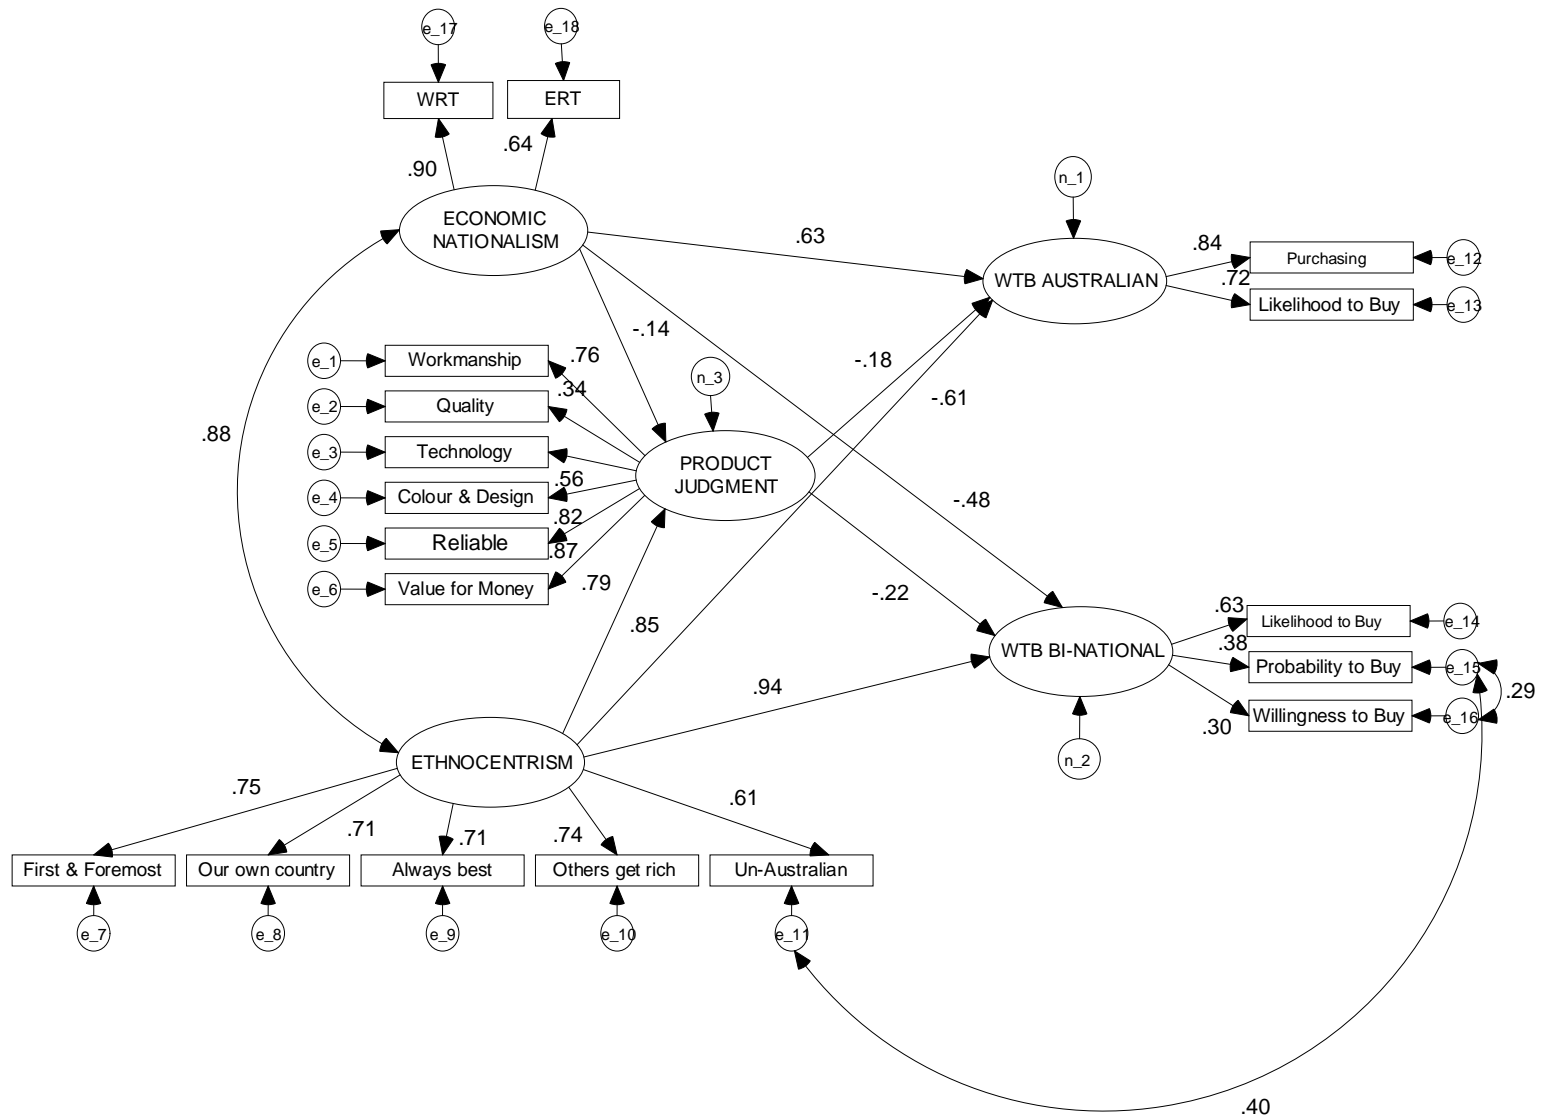 e_17
e_18
WRT
ERT
.90
.64
ECONOMIC
NATIONALISM
n_1
.63
.84
Purchasing
e_12
WTB AUSTRALIAN
.72
Likelihood to Buy
e_13
-.14
-.18
-.61
e_1
Workmanship
.76
n_3
e_2
Quality
.34
.88
e_3
Technology
PRODUCT
JUDGMENT
.56
e_4
Colour & Design
-.48
.82
e_5
Reliable
.87
e_6
Value for Money
.79
-.22
.85
.63
Likelihood to Buy
e_14
WTB BI-NATIONAL
.38
Probability to Buy
e_15
.94
.29
.30
Willingness to Buy
e_16
n_2
ETHNOCENTRISM
.75
.71
.71
.74
.61
First & Foremost
Our own country
Always best
Others get rich
Un-Australian
e_7
e_8
e_9
e_10
e_11
.40